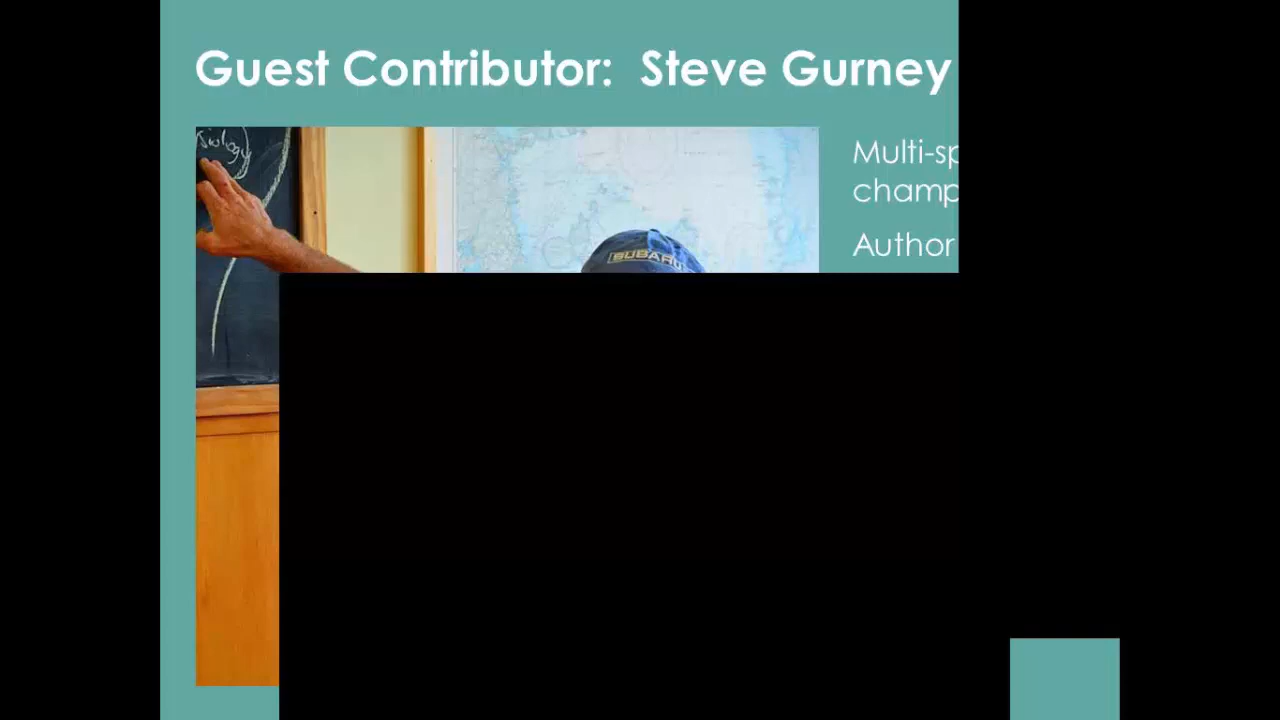 Guest Contributor: Steve Gurney
Multi-sp
champ
Author
SUBARU